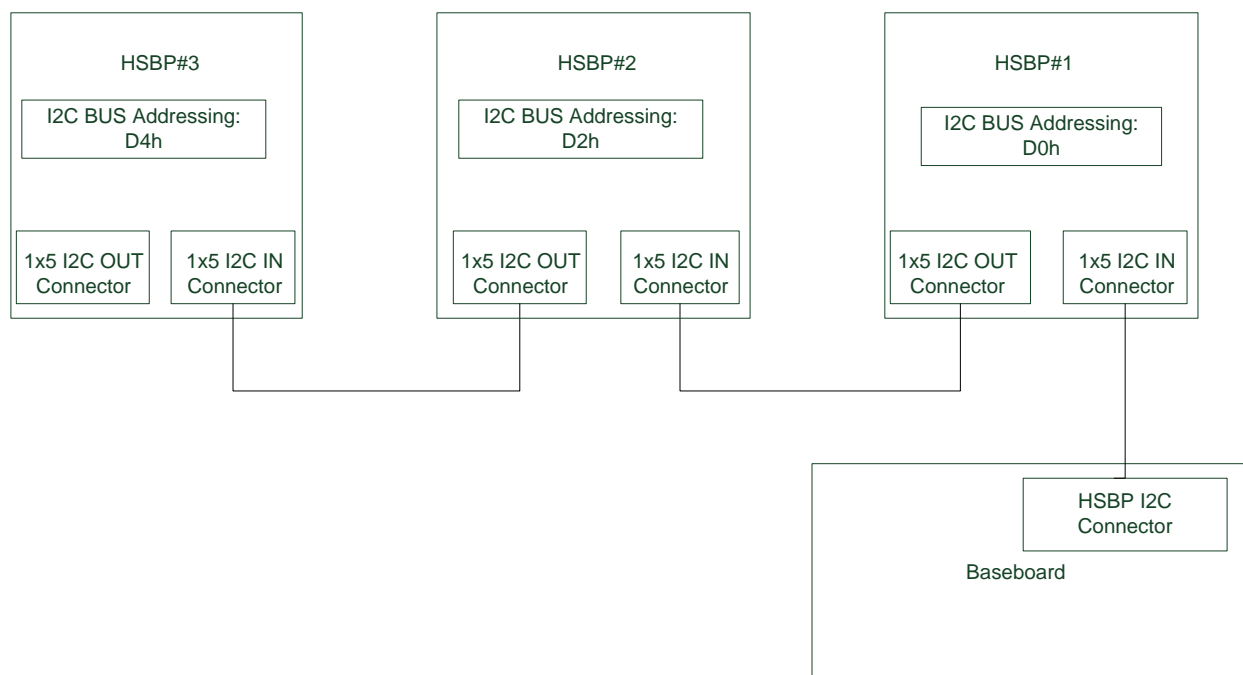 HSBP#3
I2C BUS Addressing:
D4h
1x5 I2C OUT
Connector
1x5 I2C IN
Connector
HSBP#2
I2C BUS Addressing:
D2h
1x5 I2C OUT
Connector
1x5 I2C IN
Connector
HSBP#1
I2C BUS Addressing:
D0h
1x5 I2C OUT
Connector
1x5 I2C IN
Connector
HSBP I2C
Connector
Baseboard